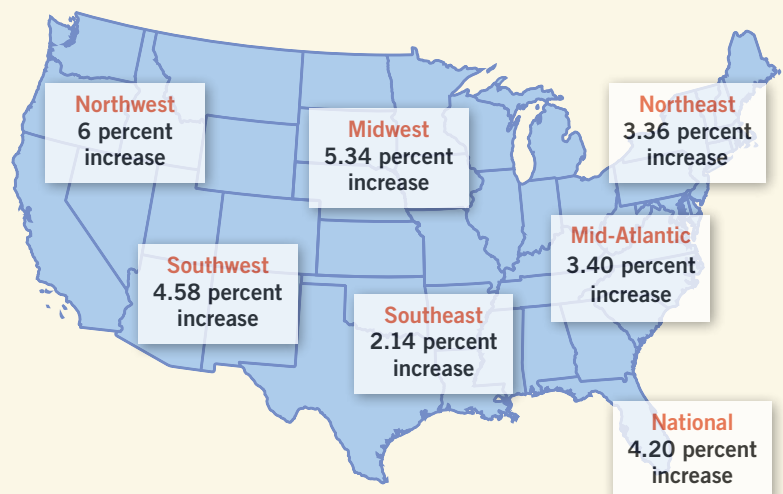 Northwest
6 percent
increase
Midwest
5.34 percent
increase
Northeast
3.36 percent
increase
Southwest
4.58 percent
increase
Mid-Atlantic
3.40 percent
increase
Southeast
2.14 percent
increase
National
4.20 percent
increase